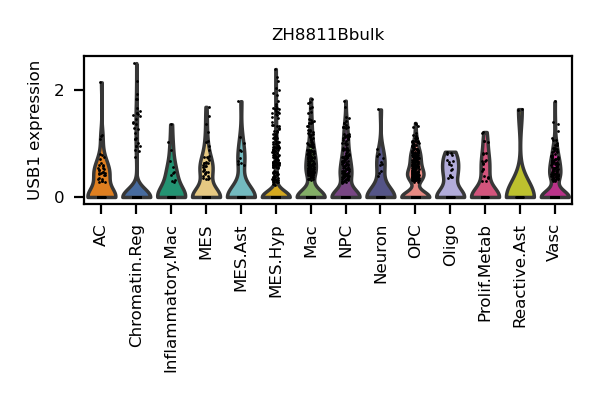 ZH8811Bbulk
USB1 expression
2
0
AC
Chromatin.Reg
Inflammatory.Mac
MES
MES.Ast
MES.Hyp
Mac
NPC
Neuron
OPC
Oligo
Prolif.Metab
Reactive.Ast
Vasc